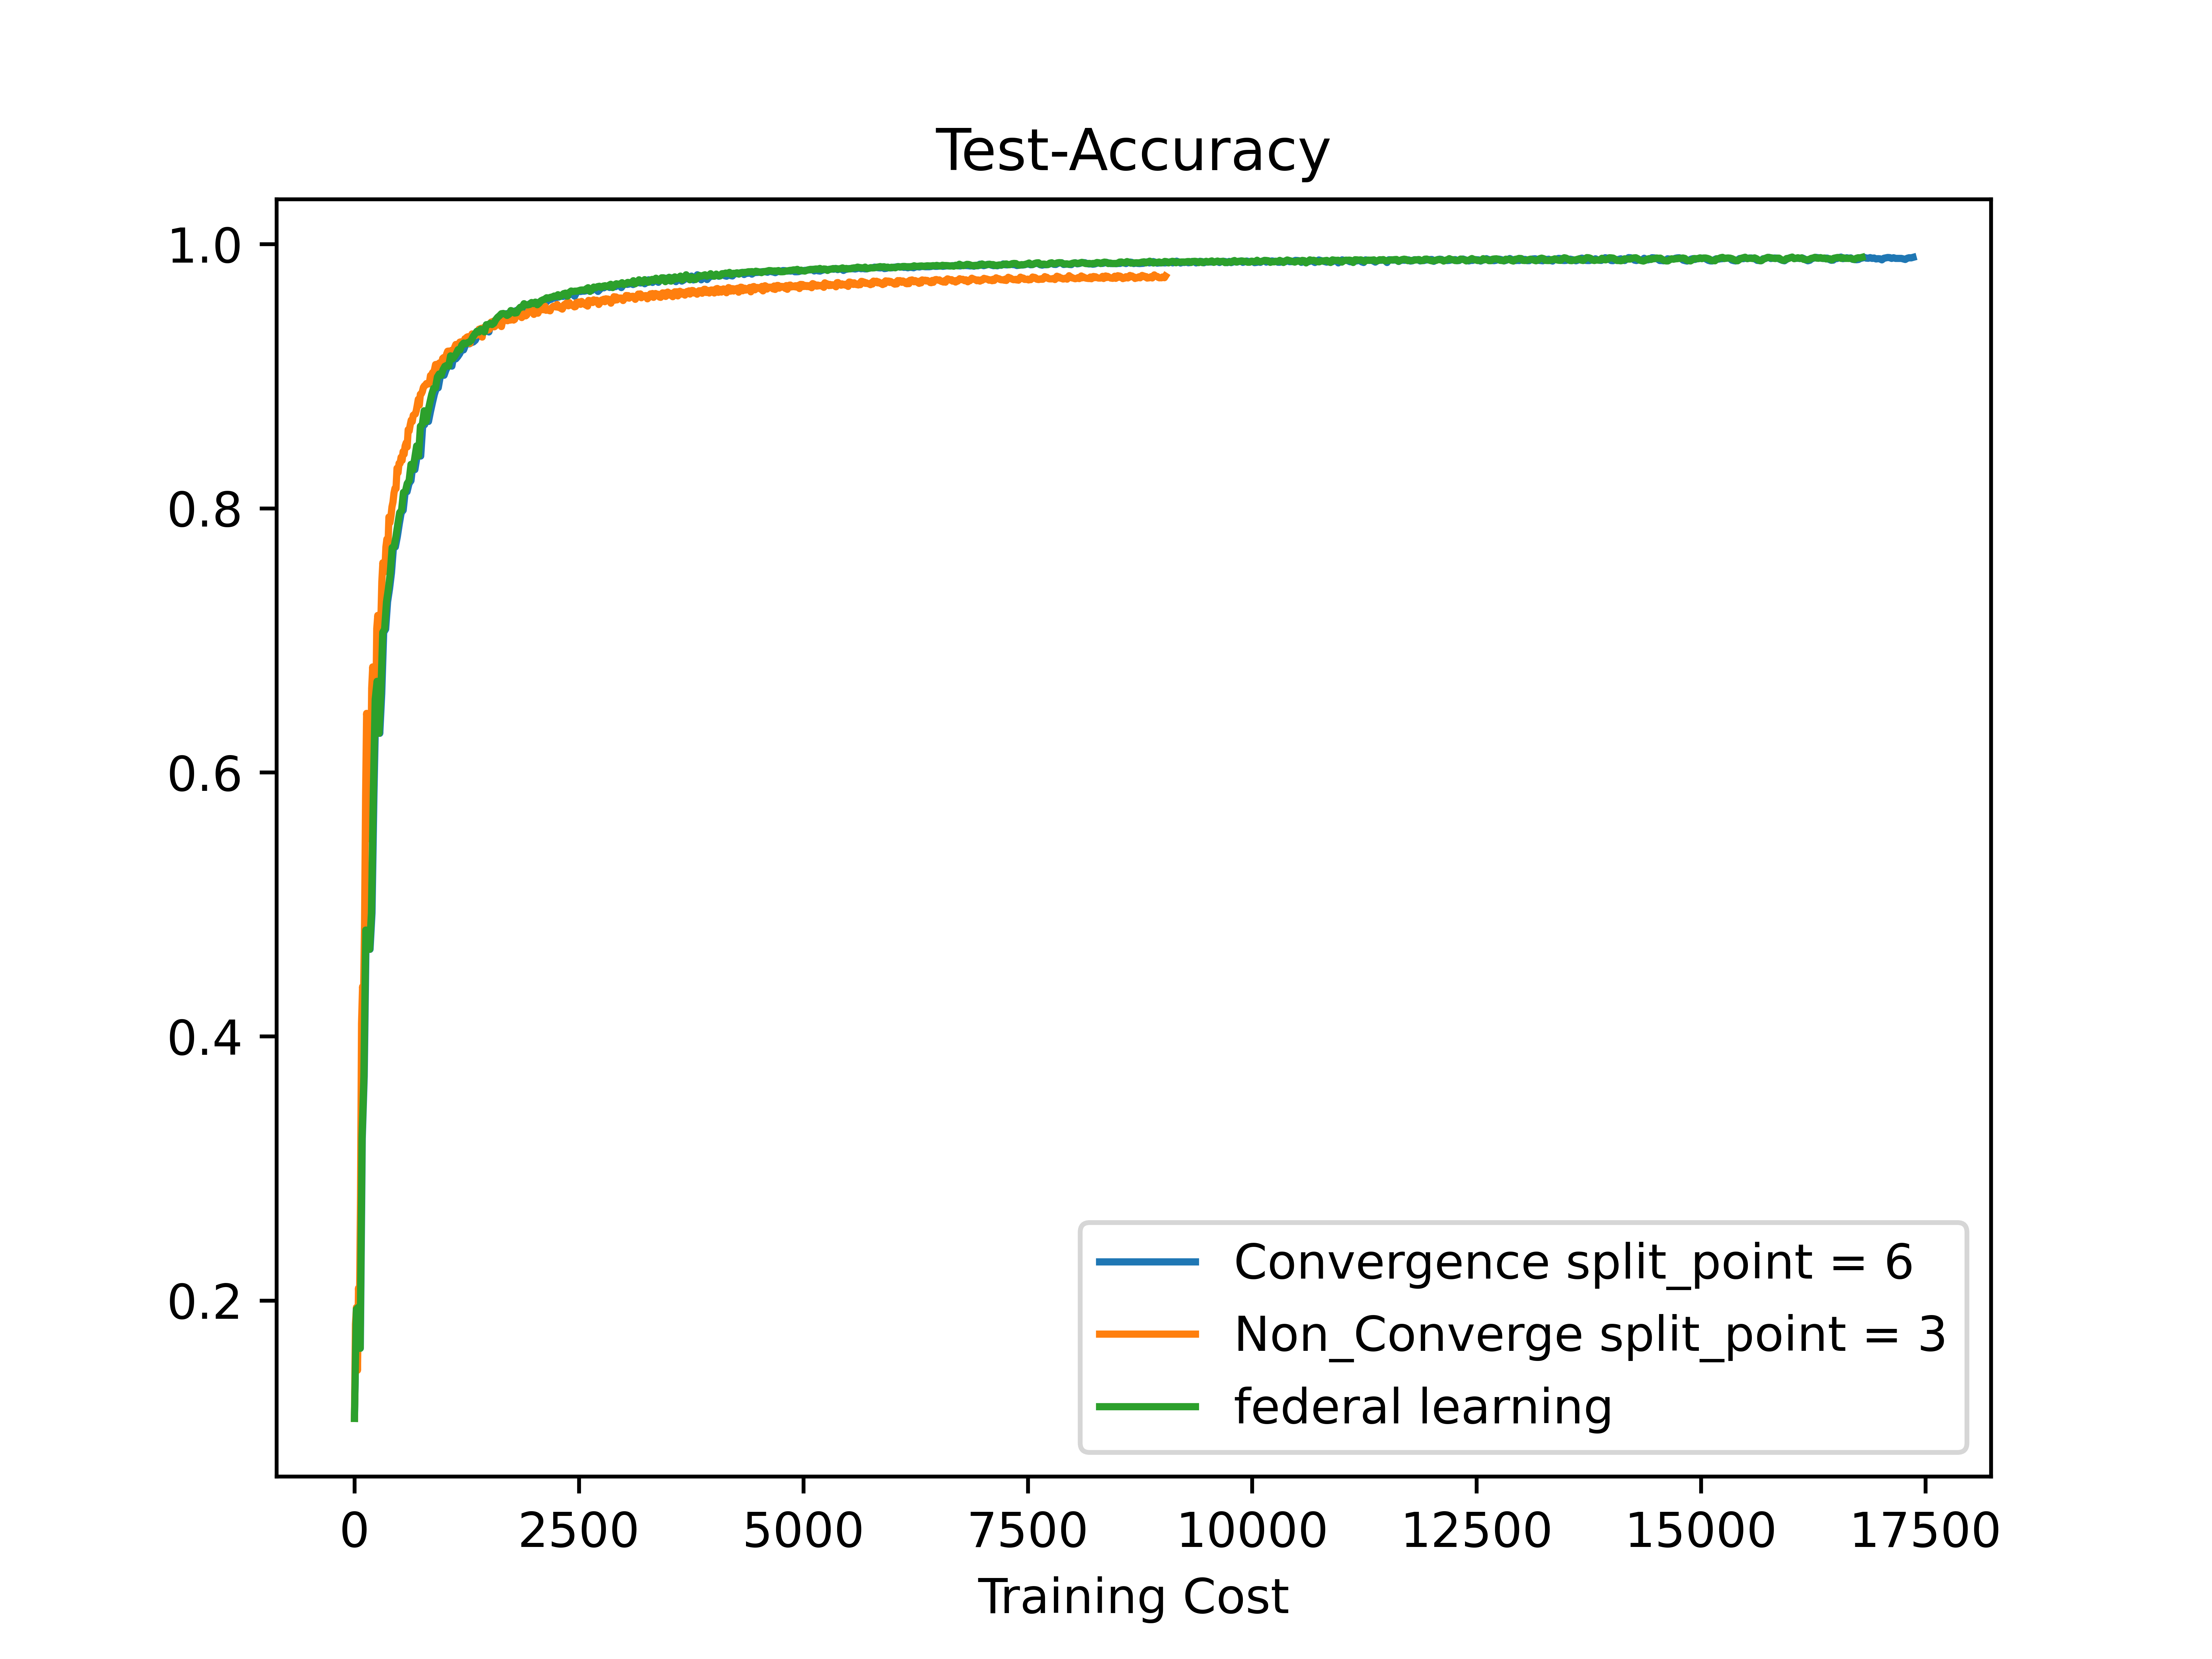 Test-Accuracy
1.0
0.8
0.6
0.4
0.2
Convergence split_point = 6
Non_Converge split_point = 3
federal learning
0 2500 5000 7500 10000 12500 15000 17500
Training Cost